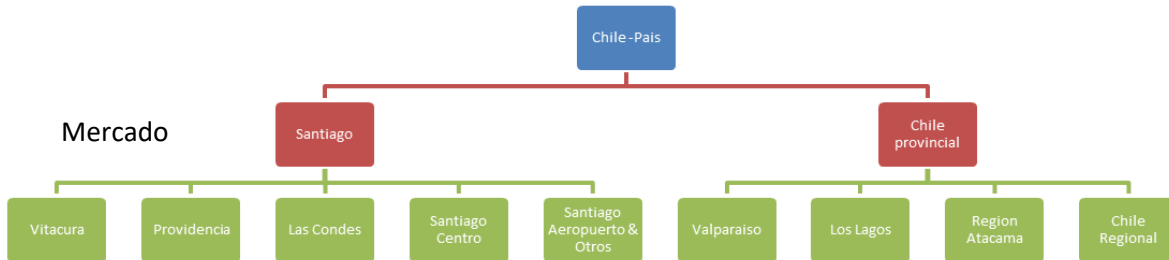 Chile -Pais
Mercado
Santiago
Chile
provincial
Vitacura
Providencia
Las Condes
Santiago
Centro
Santiago
Aeropuerto &
Otros
Valparaiso
Los Lagos
Region
Atacama
Chile
Regional